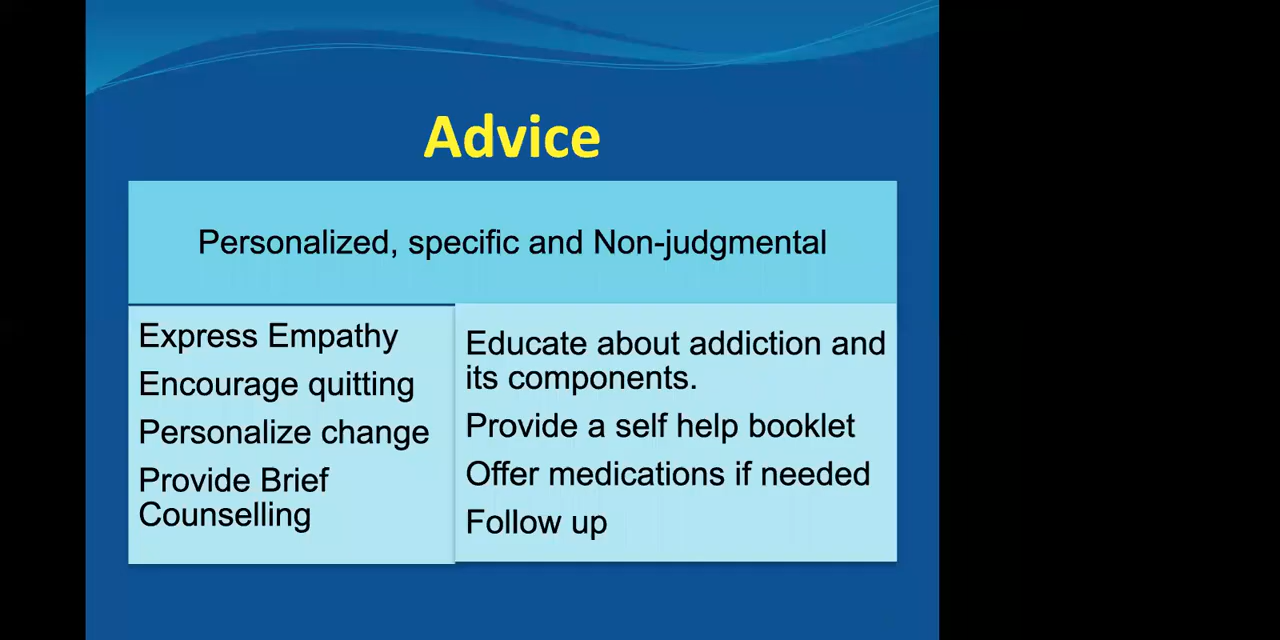 Advice
Personalized, specific and Non-judgmental
Express Empathy
Encourage quitting
Personalize change
Provide Brief
Counselling
Educate about addiction and
its components.
Provide a self help booklet
Offer medications if needed
Follow up